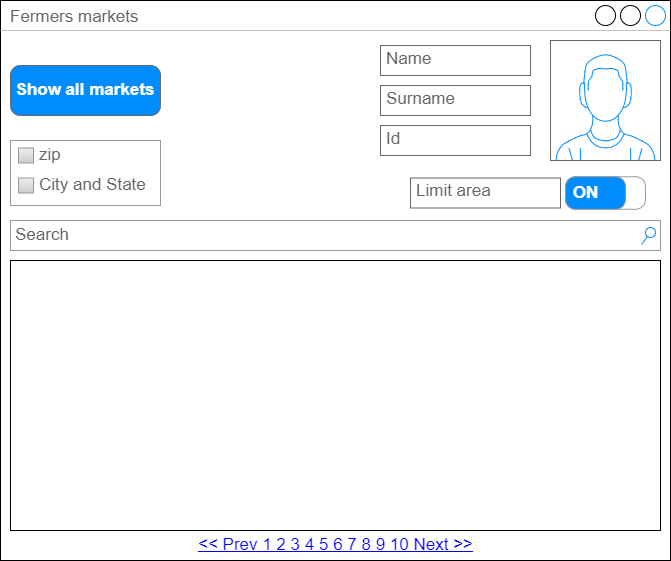 Fermers markets
Name
Show all markets
Surname
Id
zip
City and State
Limit area
ON
Search
<< Prev 1 2 3 4 5 6 7 8 9 10 Next >>